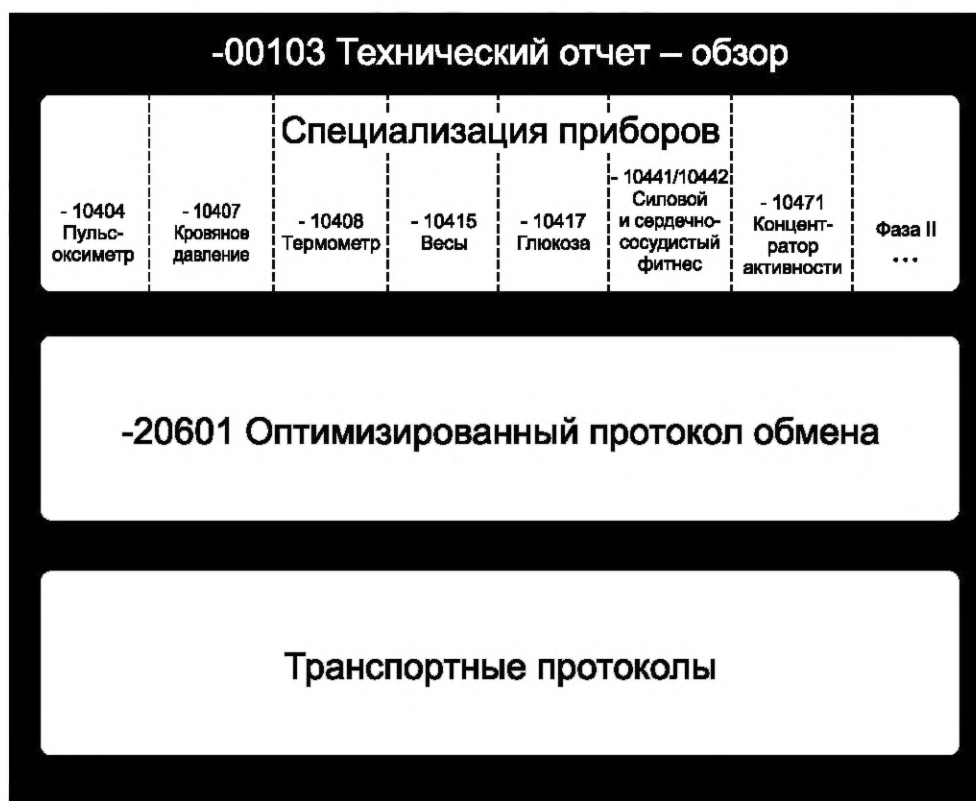 -00103 Технический отчет – обзор
Специализация приборов
- 10404
Пульс-
оксиметр
- 10407
Кровяное
давление
- 10408
Термометр
- 10415
Весы
- 10417
Глюкоза
- 10441/10442
Силовой
и сердечно-
сосудистый
фитнес
- 10471
Концент-
ратор
активности
Фаза II
...
-20601 Оптимизированный протокол обмена
Транспортные протоколы